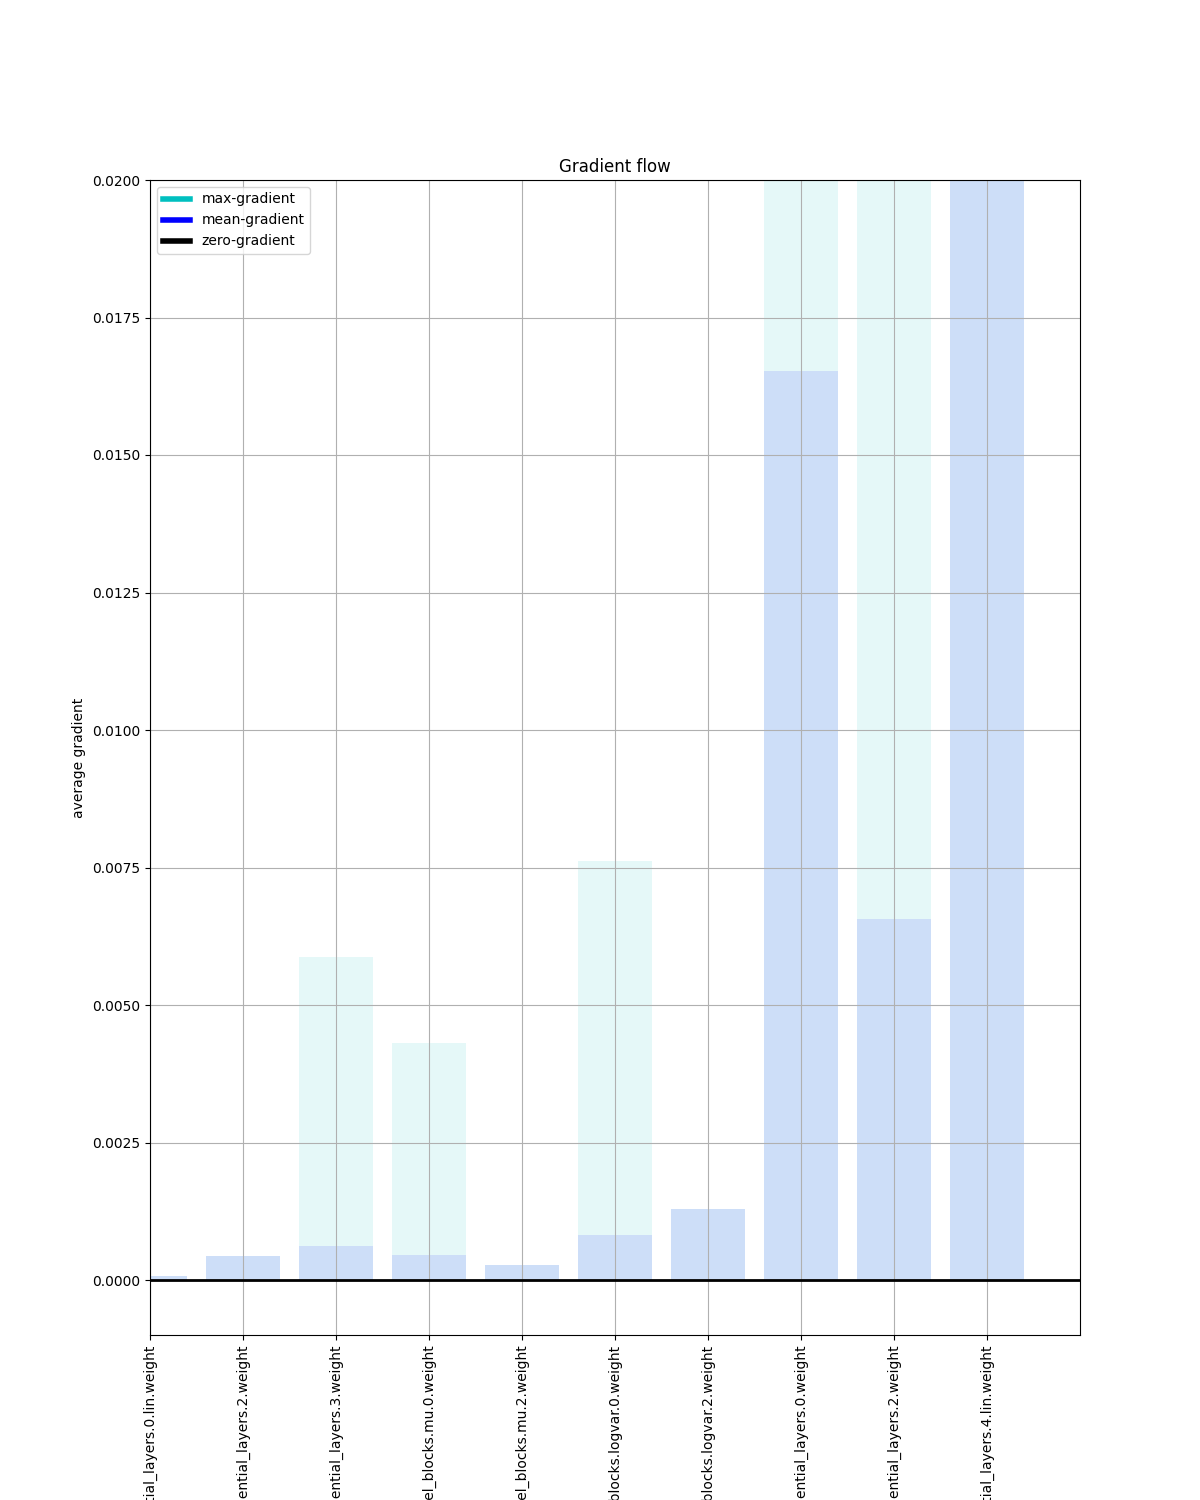 Gradient flow
max-gradient
mean-gradient
zero-gradient
0.0200
0.0175
0.0150
0.0125
0.0100
0.0075
0.0050
0.0025
0.0000
average gradient
tial_layers.0.lin.weight
ential_layers.2.weight
ential_layers.3.weight
el_blocks.mu.0.weight
el_blocks.mu.2.weight
blocks.logvar.0.weight
blocks.logvar.2.weight
ential_layers.0.weight
ential_layers.2.weight
tial_layers.4.lin.weight